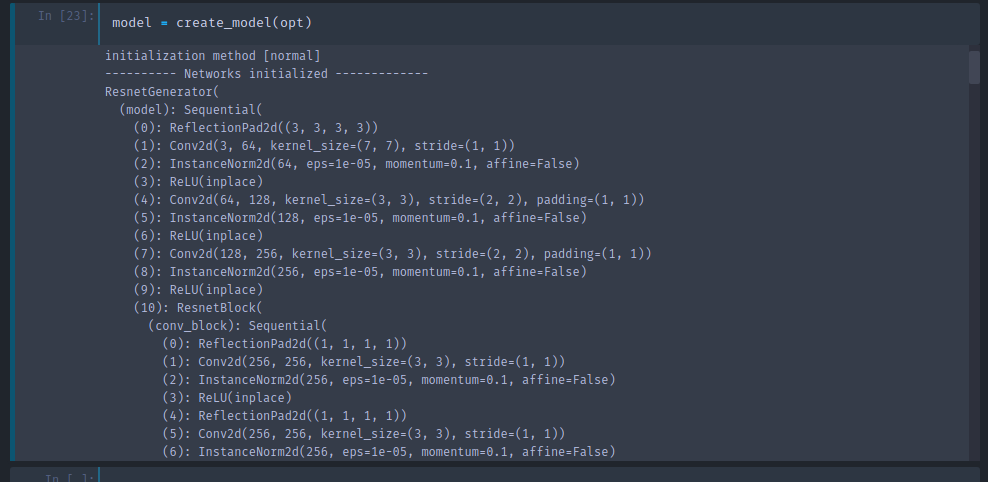 In [23]:
model = create_model(opt)
initialization method [normal]
---------- Networks initialized -------------
ResnetGenerator(
  (model): Sequential(
    (0): ReflectionPad2d((3, 3, 3, 3))
    (1): Conv2d(3, 64, kernel_size=(7, 7), stride=(1, 1))
    (2): InstanceNorm2d(64, eps=1e-05, momentum=0.1, affine=False)
    (3): ReLU(inplace)
    (4): Conv2d(64, 128, kernel_size=(3, 3), stride=(2, 2), padding=(1, 1))
    (5): InstanceNorm2d(128, eps=1e-05, momentum=0.1, affine=False)
    (6): ReLU(inplace)
    (7): Conv2d(128, 256, kernel_size=(3, 3), stride=(2, 2), padding=(1, 1))
    (8): InstanceNorm2d(256, eps=1e-05, momentum=0.1, affine=False)
    (9): ReLU(inplace)
    (10): ResnetBlock(
      (conv_block): Sequential(
        (0): ReflectionPad2d((1, 1, 1, 1))
        (1): Conv2d(256, 256, kernel_size=(3, 3), stride=(1, 1))
        (2): InstanceNorm2d(256, eps=1e-05, momentum=0.1, affine=False)
        (3): ReLU(inplace)
        (4): ReflectionPad2d((1, 1, 1, 1))
        (5): Conv2d(256, 256, kernel_size=(3, 3), stride=(1, 1))
        (6): InstanceNorm2d(256, eps=1e-05, momentum=0.1, affine=False)
In [ ]: